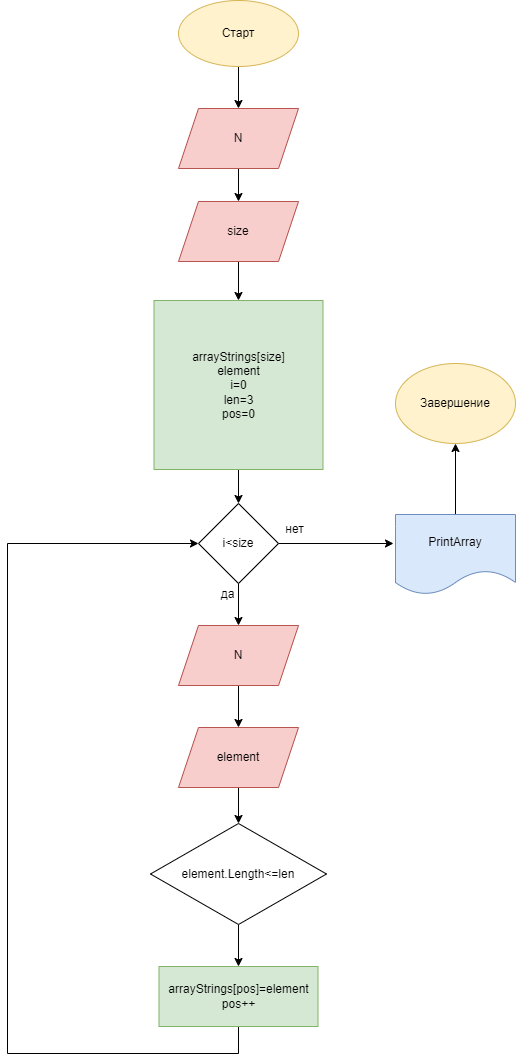 Старт
N
size
arrayStrings[size]
element
i=0
len=3
pos=0
Завершение
i<size
нет
PrintArray
да
N
element
element.Length<=len
arrayStrings[pos]=element
pos++